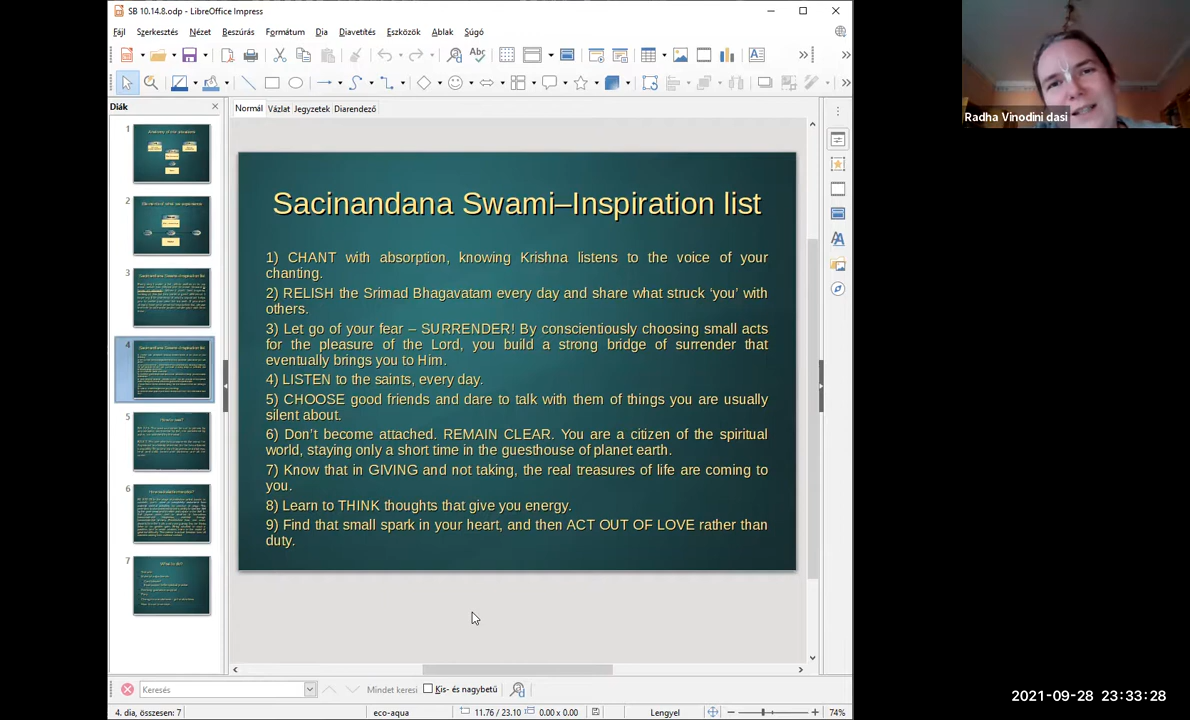 SB 10.14.8.odp - LibreOffice Impress
Fájl Szerkesztés Nézet Beszúrás Formátum Dia Diavetítés Eszközök Ablak Súgó
Diák
Normál Vázlat Jegyzetek Diarendező
1
2
3
4
5
6
7
Sacinandana Swami–Inspiration list
1) CHANT with absorption, knowing Krishna listens to the voice of your
chanting.
2) RELISH the Srimad Bhagavatam every day and share what struck ‘you’ with
others.
3) Let go of your fear – SURRENDER! By conscientiously choosing small acts
for the pleasure of the Lord, you build a strong bridge of surrender that
eventually brings you to Him.
4) LISTEN to the saints, every day.
5) CHOOSE good friends and dare to talk with them of things you are usually
silent about.
6) Don’t become attached. REMAIN CLEAR. You are a citizen of the spiritual
world, staying only a short time in the guesthouse of planet earth.
7) Know that in GIVING and not taking, the real treasures of life are coming to
you.
8) Learn to THINK thoughts that give you energy.
9) Find that small spark in your heart, and then ACT OUT OF LOVE rather than
duty.
Keresés Mindet keresi Kis- és nagybetű
4. dia, összesen: 7 eco-aqua 11.76 / 23.10 0.00 x 0.00 Lengyel 74%
Radha Vinodini dasi
2021-09-28 23:33:28